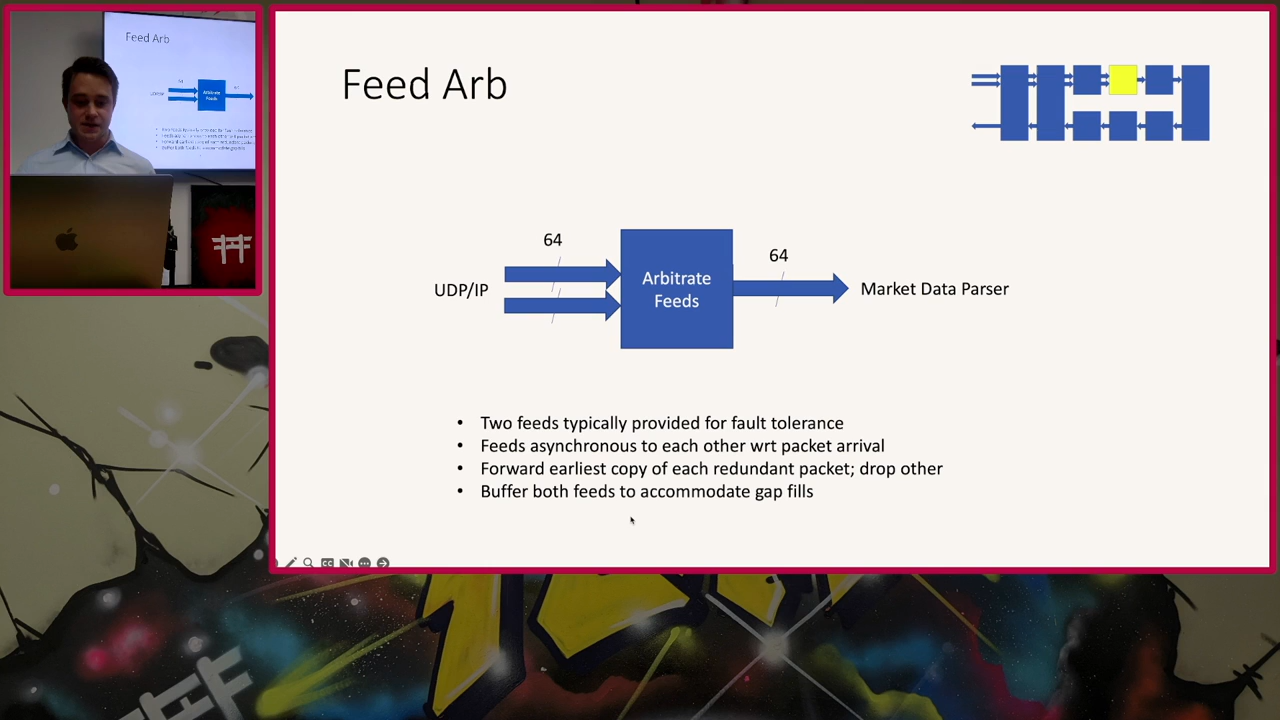 Feed Arb
Feed Arb
64
64
UDP/IP
Arbitrate
Feeds
Market Data Parser
• Two feeds typically provided for fault tolerance
• Feeds asynchronous to each other wrt packet arrival
• Forward earliest copy of each redundant packet; drop other
• Buffer both feeds to accommodate gap fills